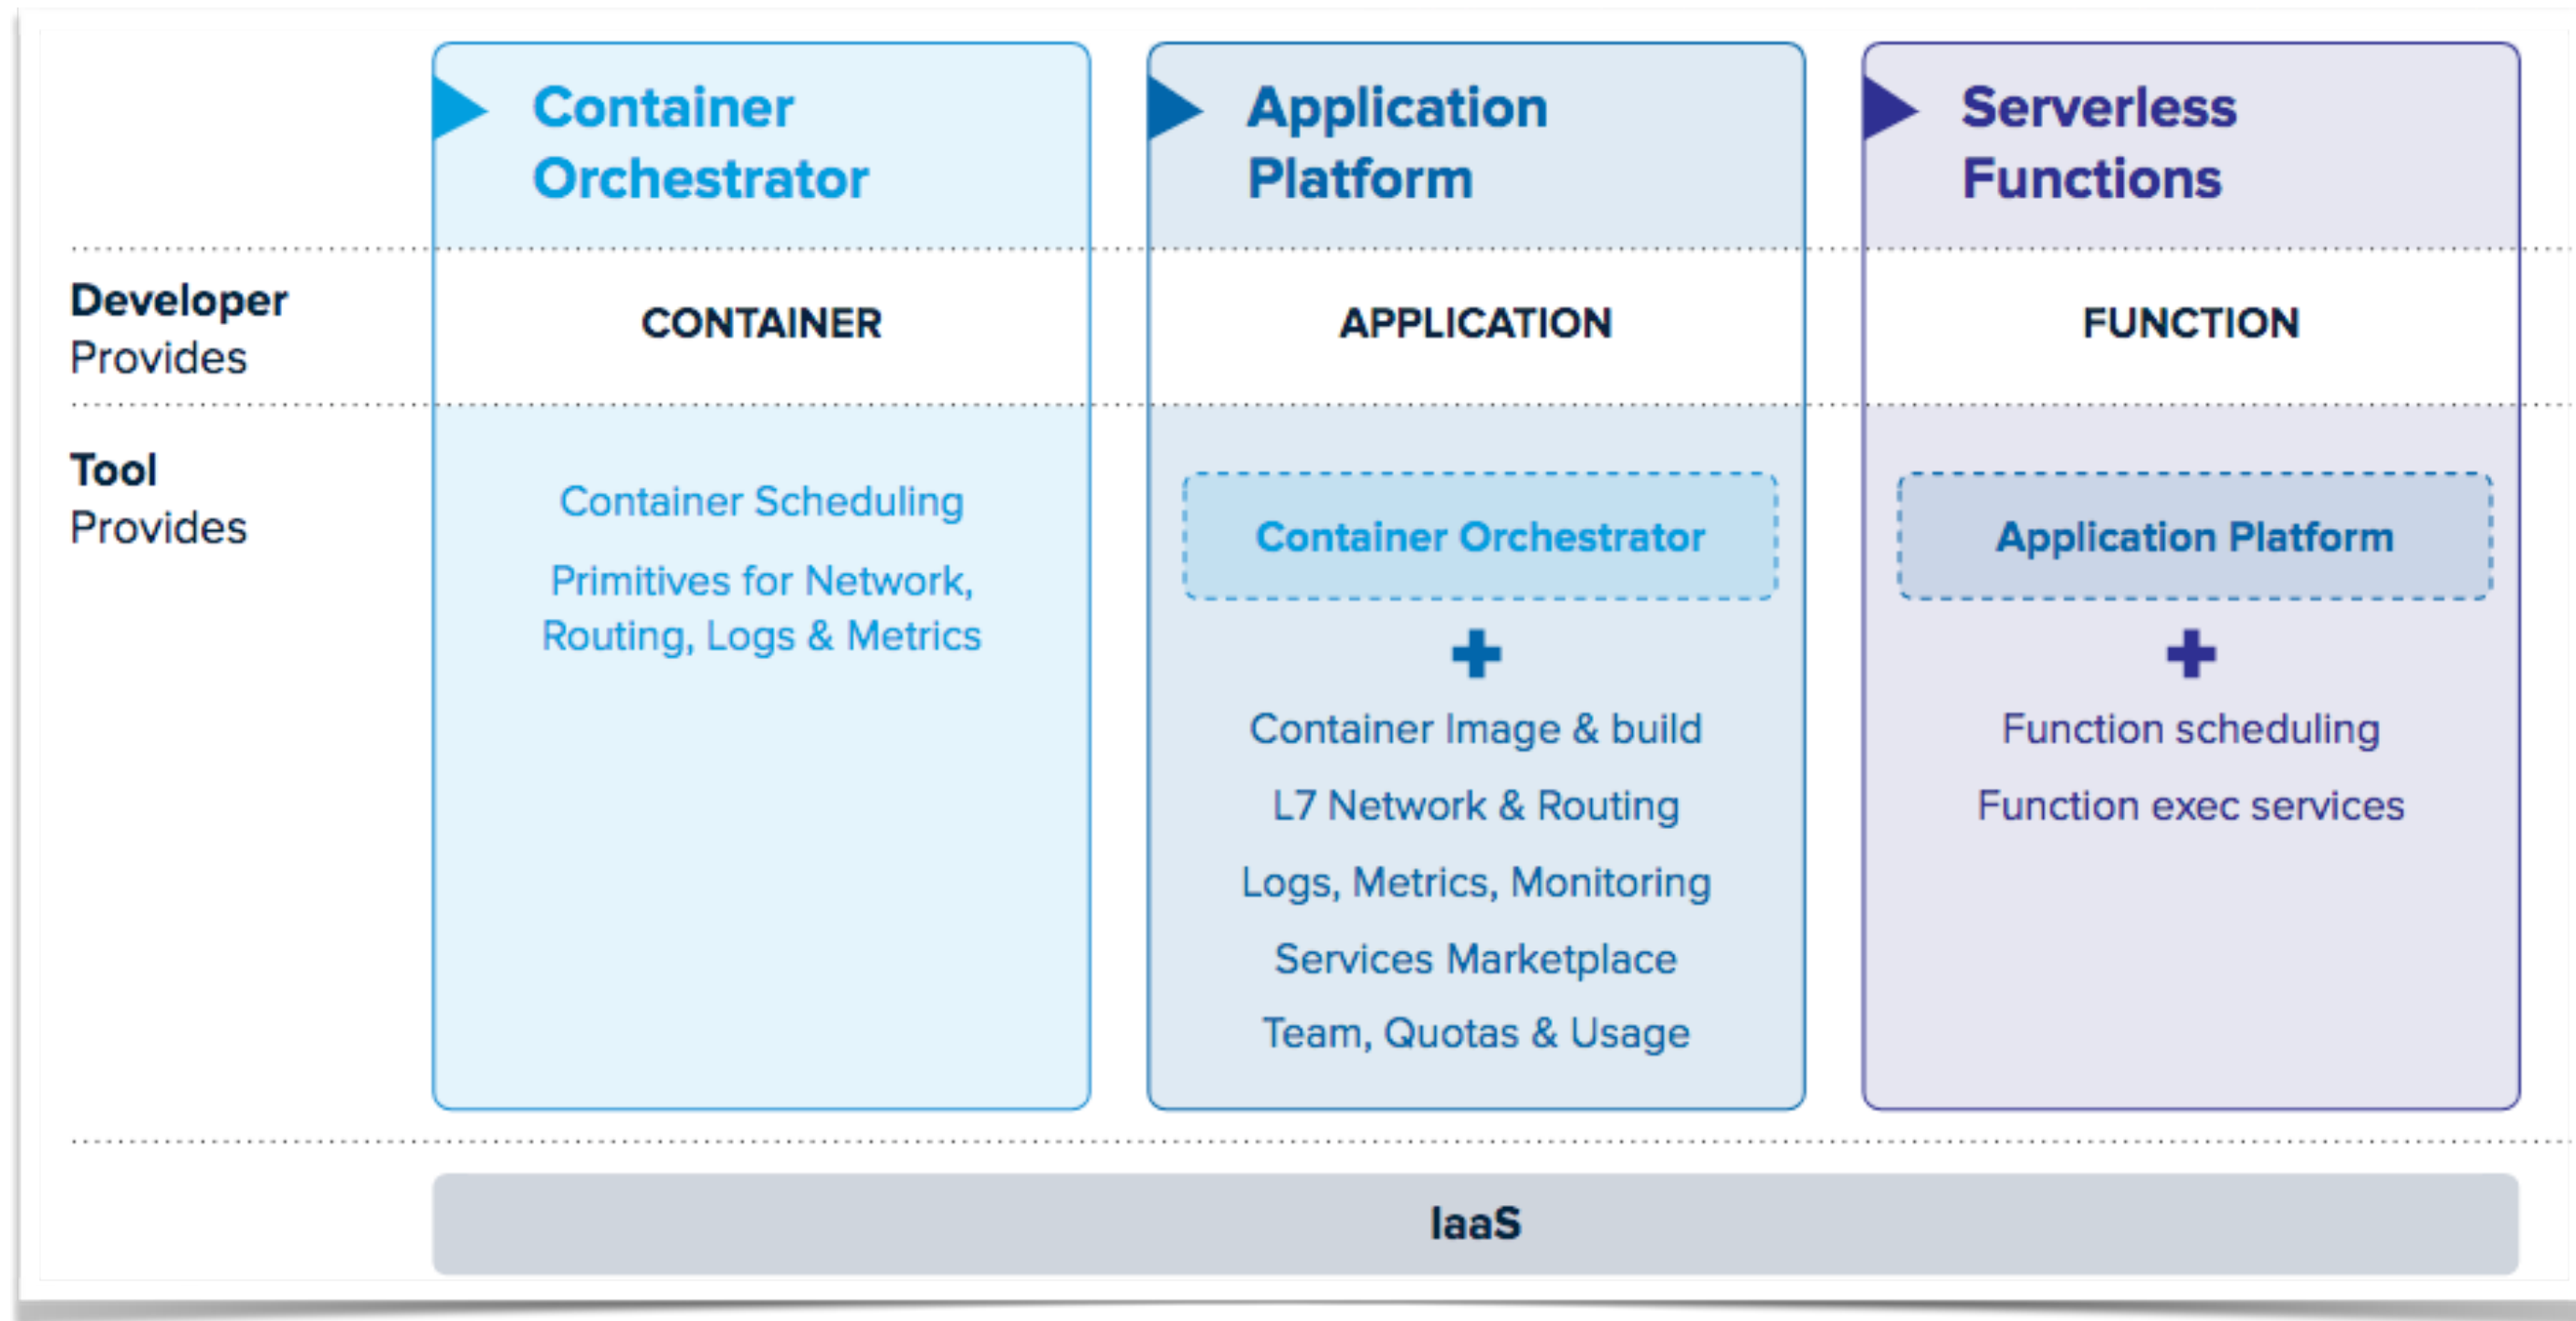 Container
Orchestrator
Application
Platform
Serverless
Functions
Developer
Provides
CONTAINER
APPLICATION
FUNCTION
Tool
Provides
Container Scheduling
Primitives for Network,
Routing, Logs & Metrics
Container Orchestrator
Container Image & build
L7 Network & Routing
Logs, Metrics, Monitoring
Services Marketplace
Team, Quotas & Usage
Application Platform
Function scheduling
Function exec services
IaaS